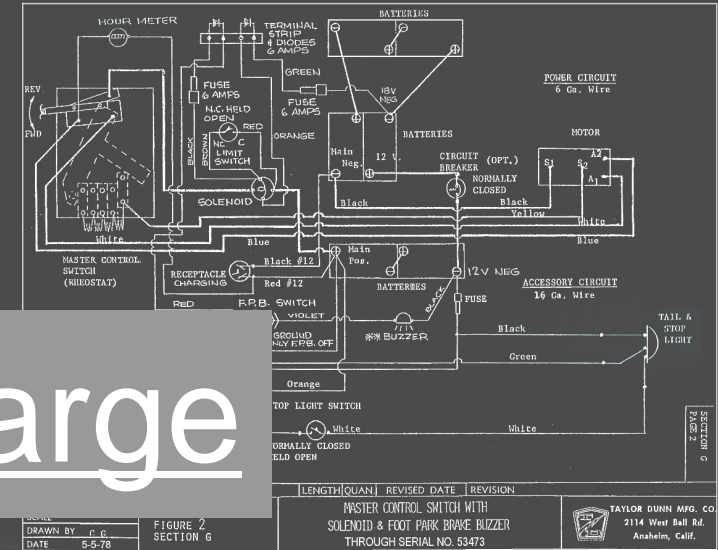 HOUR METER
TERMINAL
STRIP
& DIODES
6 AMPS
BATTERIES
GREEN
FUSE
6 AMPS
FUSE
6 AMPS
18V
NEG
POWER CIRCUIT
6 Ga. Wire
REV.
FWD
N.C. HELD
OPEN
RED
ORANGE
BLACK
BROWN
NC
C
LIMIT
SWITCH
SOLENOID
Main
Neg.
12 V.
BATTERIES
CIRCUIT (OPT.)
BREAKER
NORMALLY
CLOSED
MOTOR
S1
S2
A2
A1
Black
Black
Yellow
White
White
Blue
Blue
MASTER CONTROL
SWITCH
(RHEOSTAT)
Black #12
RECEPTACLE
CHARGING
Red #12
Main
Pos.
BATTERIES
12V NEG
ACCESSORY CIRCUIT
16 Ga. Wire
RED
F.P.B. SWITCH
VIOLET
BLACK
FUSE
GROUND
NLY F.P.B. OFF
** BUZZER
Black
TAIL &
STOP
LIGHT
Green
arge
Orange
TOP LIGHT SWITCH
White
White
ORMALLY CLOSED
ELD OPEN
SECTION G
PAGE 2
LENGTH QUAN. REVISED DATE REVISION
DRAWN BY C.G.
DATE 5-5-78
FIGURE 2
SECTION G
MASTER CONTROL SWITCH WITH
SOLENOID & FOOT PARK BRAKE BUZZER
THROUGH SERIAL NO. 53473
TAYLOR DUNN MFG. CO.
2114 West Ball Rd.
Anaheim, Calif.